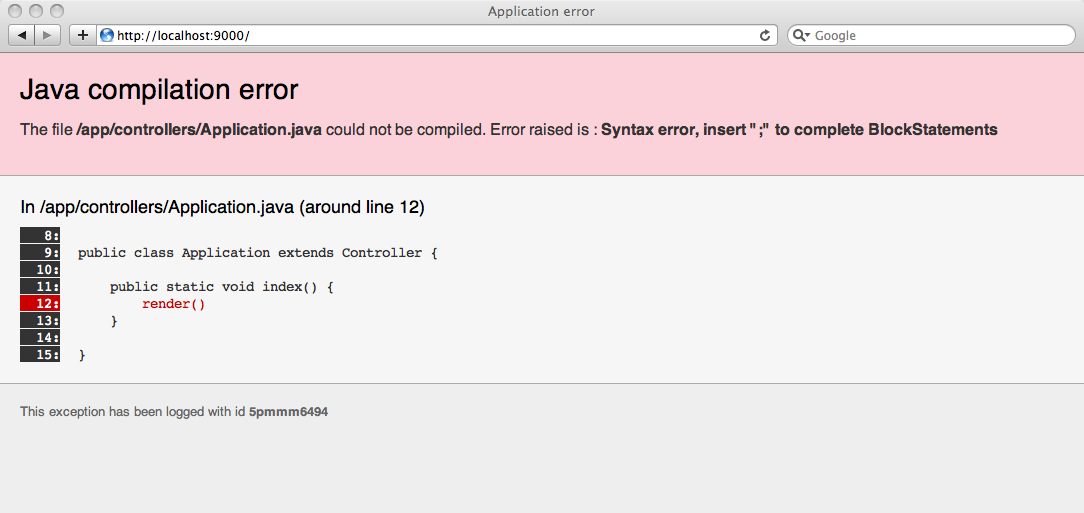 Application error
http://localhost:9000/
Google
Java compilation error
The file /app/controllers/Application.java could not be compiled. Error raised is : Syntax error, insert ";" to complete BlockStatements
In /app/controllers/Application.java (around line 12)
8:
9: public class Application extends Controller {
10:
11: public static void index() {
12: render()
13: }
14:
15: }
This exception has been logged with id 5pmmm6494